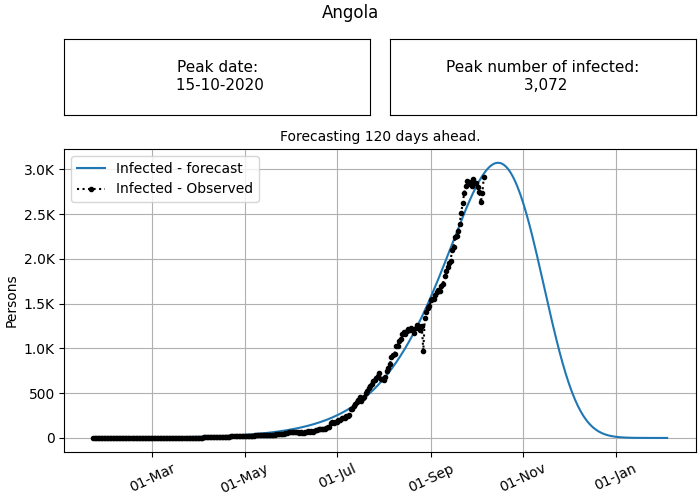 Angola
Peak date:
15-10-2020
Peak number of infected:
3,072
Forecasting 120 days ahead.
Infected - forecast
Infected - Observed
3.0K
2.5K
2.0K
1.5K
1.0K
500
0
Persons
01-Mar
01-May
01-Jul
01-Sep
01-Nov
01-Jan